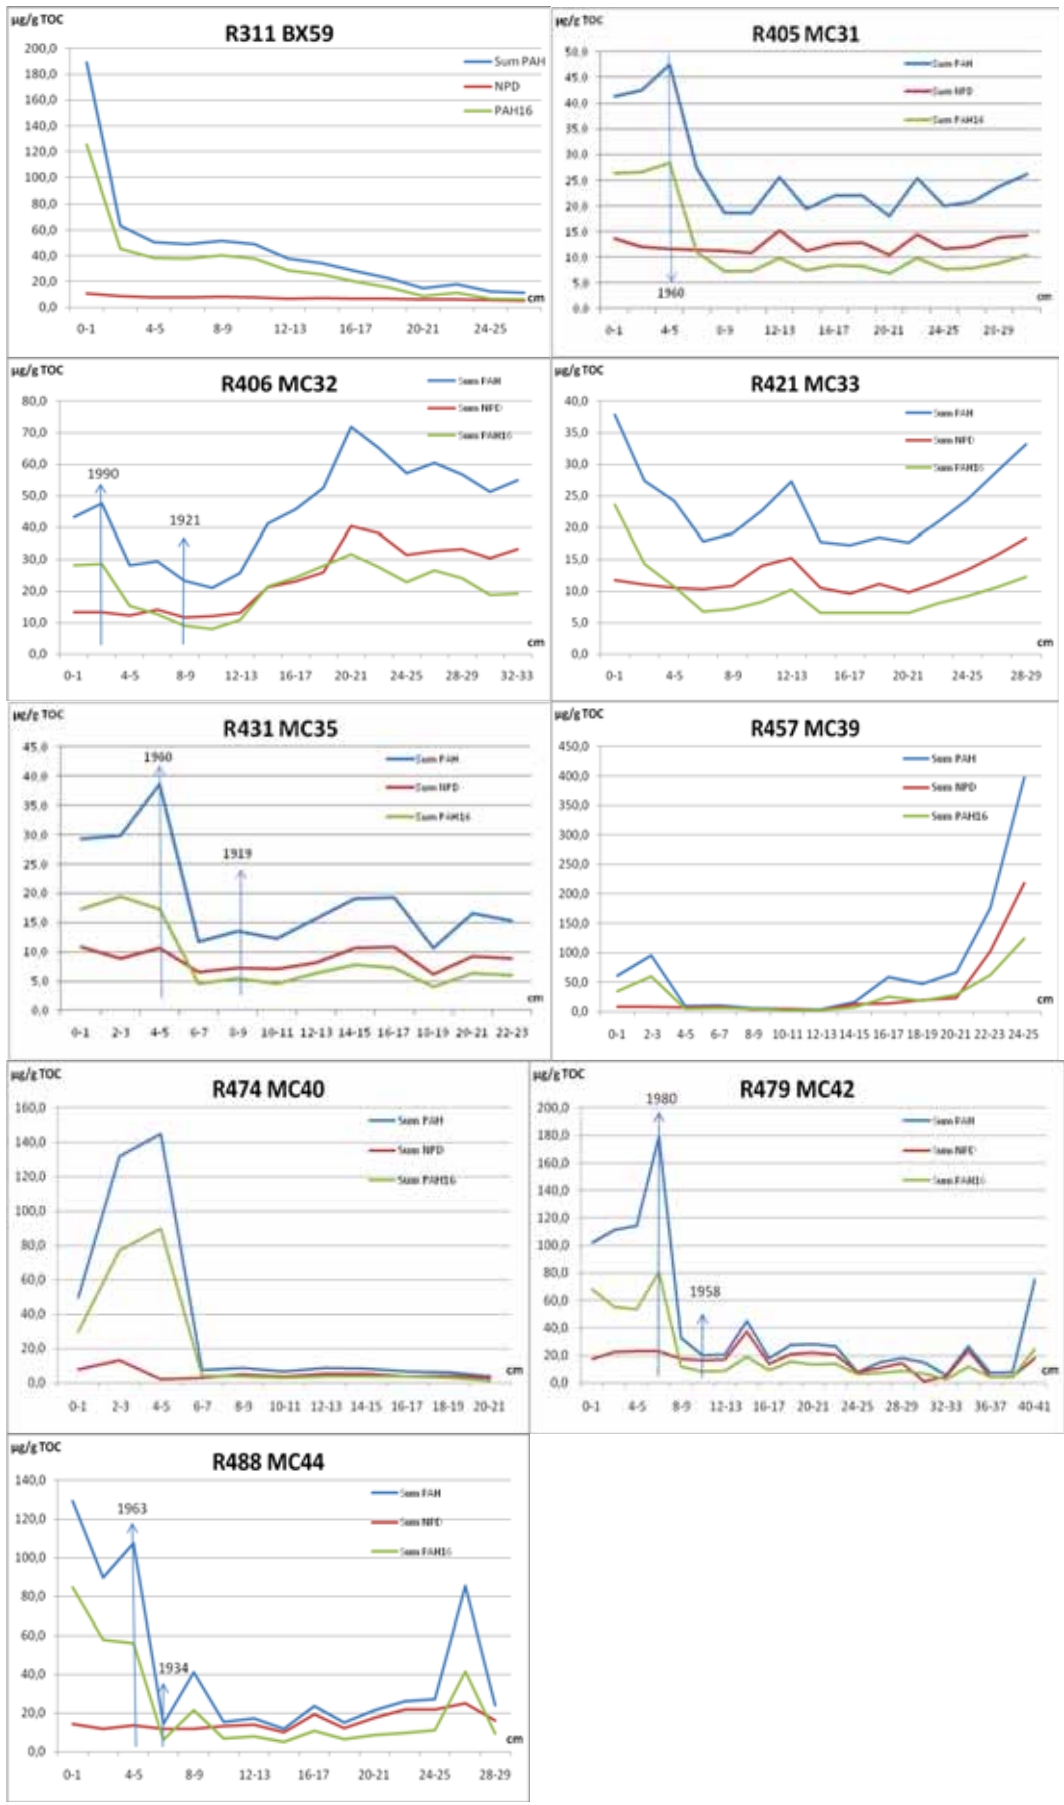 µg/g TOC
R311 BX59
Sum PAH
NPD
PAH16
200,0
180,0
160,0
140,0
120,0
100,0
80,0
60,0
40,0
20,0
0,0
cm
0-1 4-5 8-9 12-13 16-17 20-21 24-25
µg/g TOC
R405 MC31
Sum PAH
Sum NPD
Sum PAH16
50,0
45,0
40,0
35,0
30,0
25,0
20,0
15,0
10,0
5,0
0,0
1960
cm
0-1 4-5 8-9 12-13 16-17 20-21 24-25 28-29
µg/g TOC
R406 MC32
Sum PAH
Sum NPD
Sum PAH16
80,0
70,0
60,0
50,0
40,0
30,0
20,0
10,0
0,0
1990
1921
cm
0-1 4-5 8-9 12-13 16-17 20-21 24-25 28-29 32-33
µg/g TOC
R421 MC33
Sum PAH
Sum NPD
Sum PAH16
40,0
35,0
30,0
25,0
20,0
15,0
10,0
5,0
0,0
cm
0-1 4-5 8-9 12-13 16-17 20-21 24-25 28-29
µg/g TOC
R431 MC35
Sum PAH
Sum NPD
Sum PAH16
45,0
40,0
35,0
30,0
25,0
20,0
15,0
10,0
5,0
0,0
1960
1919
cm
0-1 2-3 4-5 6-7 8-9 10-11 12-13 14-15 16-17 18-19 20-21 22-23
µg/g TOC
R457 MC39
Sum PAH
Sum NPD
Sum PAH16
450,0
400,0
350,0
300,0
250,0
200,0
150,0
100,0
50,0
0,0
cm
0-1 2-3 4-5 6-7 8-9 10-11 12-13 14-15 16-17 18-19 20-21 22-23 24-25
µg/g TOC
R474 MC40
Sum PAH
Sum NPD
Sum PAH16
160,0
140,0
120,0
100,0
80,0
60,0
40,0
20,0
0,0
cm
0-1 2-3 4-5 6-7 8-9 10-11 12-13 14-15 16-17 18-19 20-21
µg/g TOC
R479 MC42
Sum PAH
Sum NPD
Sum PAH16
200,0
180,0
160,0
140,0
120,0
100,0
80,0
60,0
40,0
20,0
0,0
1980
1958
cm
0-1 4-5 8-9 12-13 16-17 20-21 24-25 28-29 32-33 36-37 40-41
µg/g TOC
R488 MC44
Sum PAH
Sum NPD
Sum PAH16
140,0
120,0
100,0
80,0
60,0
40,0
20,0
0,0
1963
1934
cm
0-1 4-5 8-9 12-13 16-17 20-21 24-25 28-29